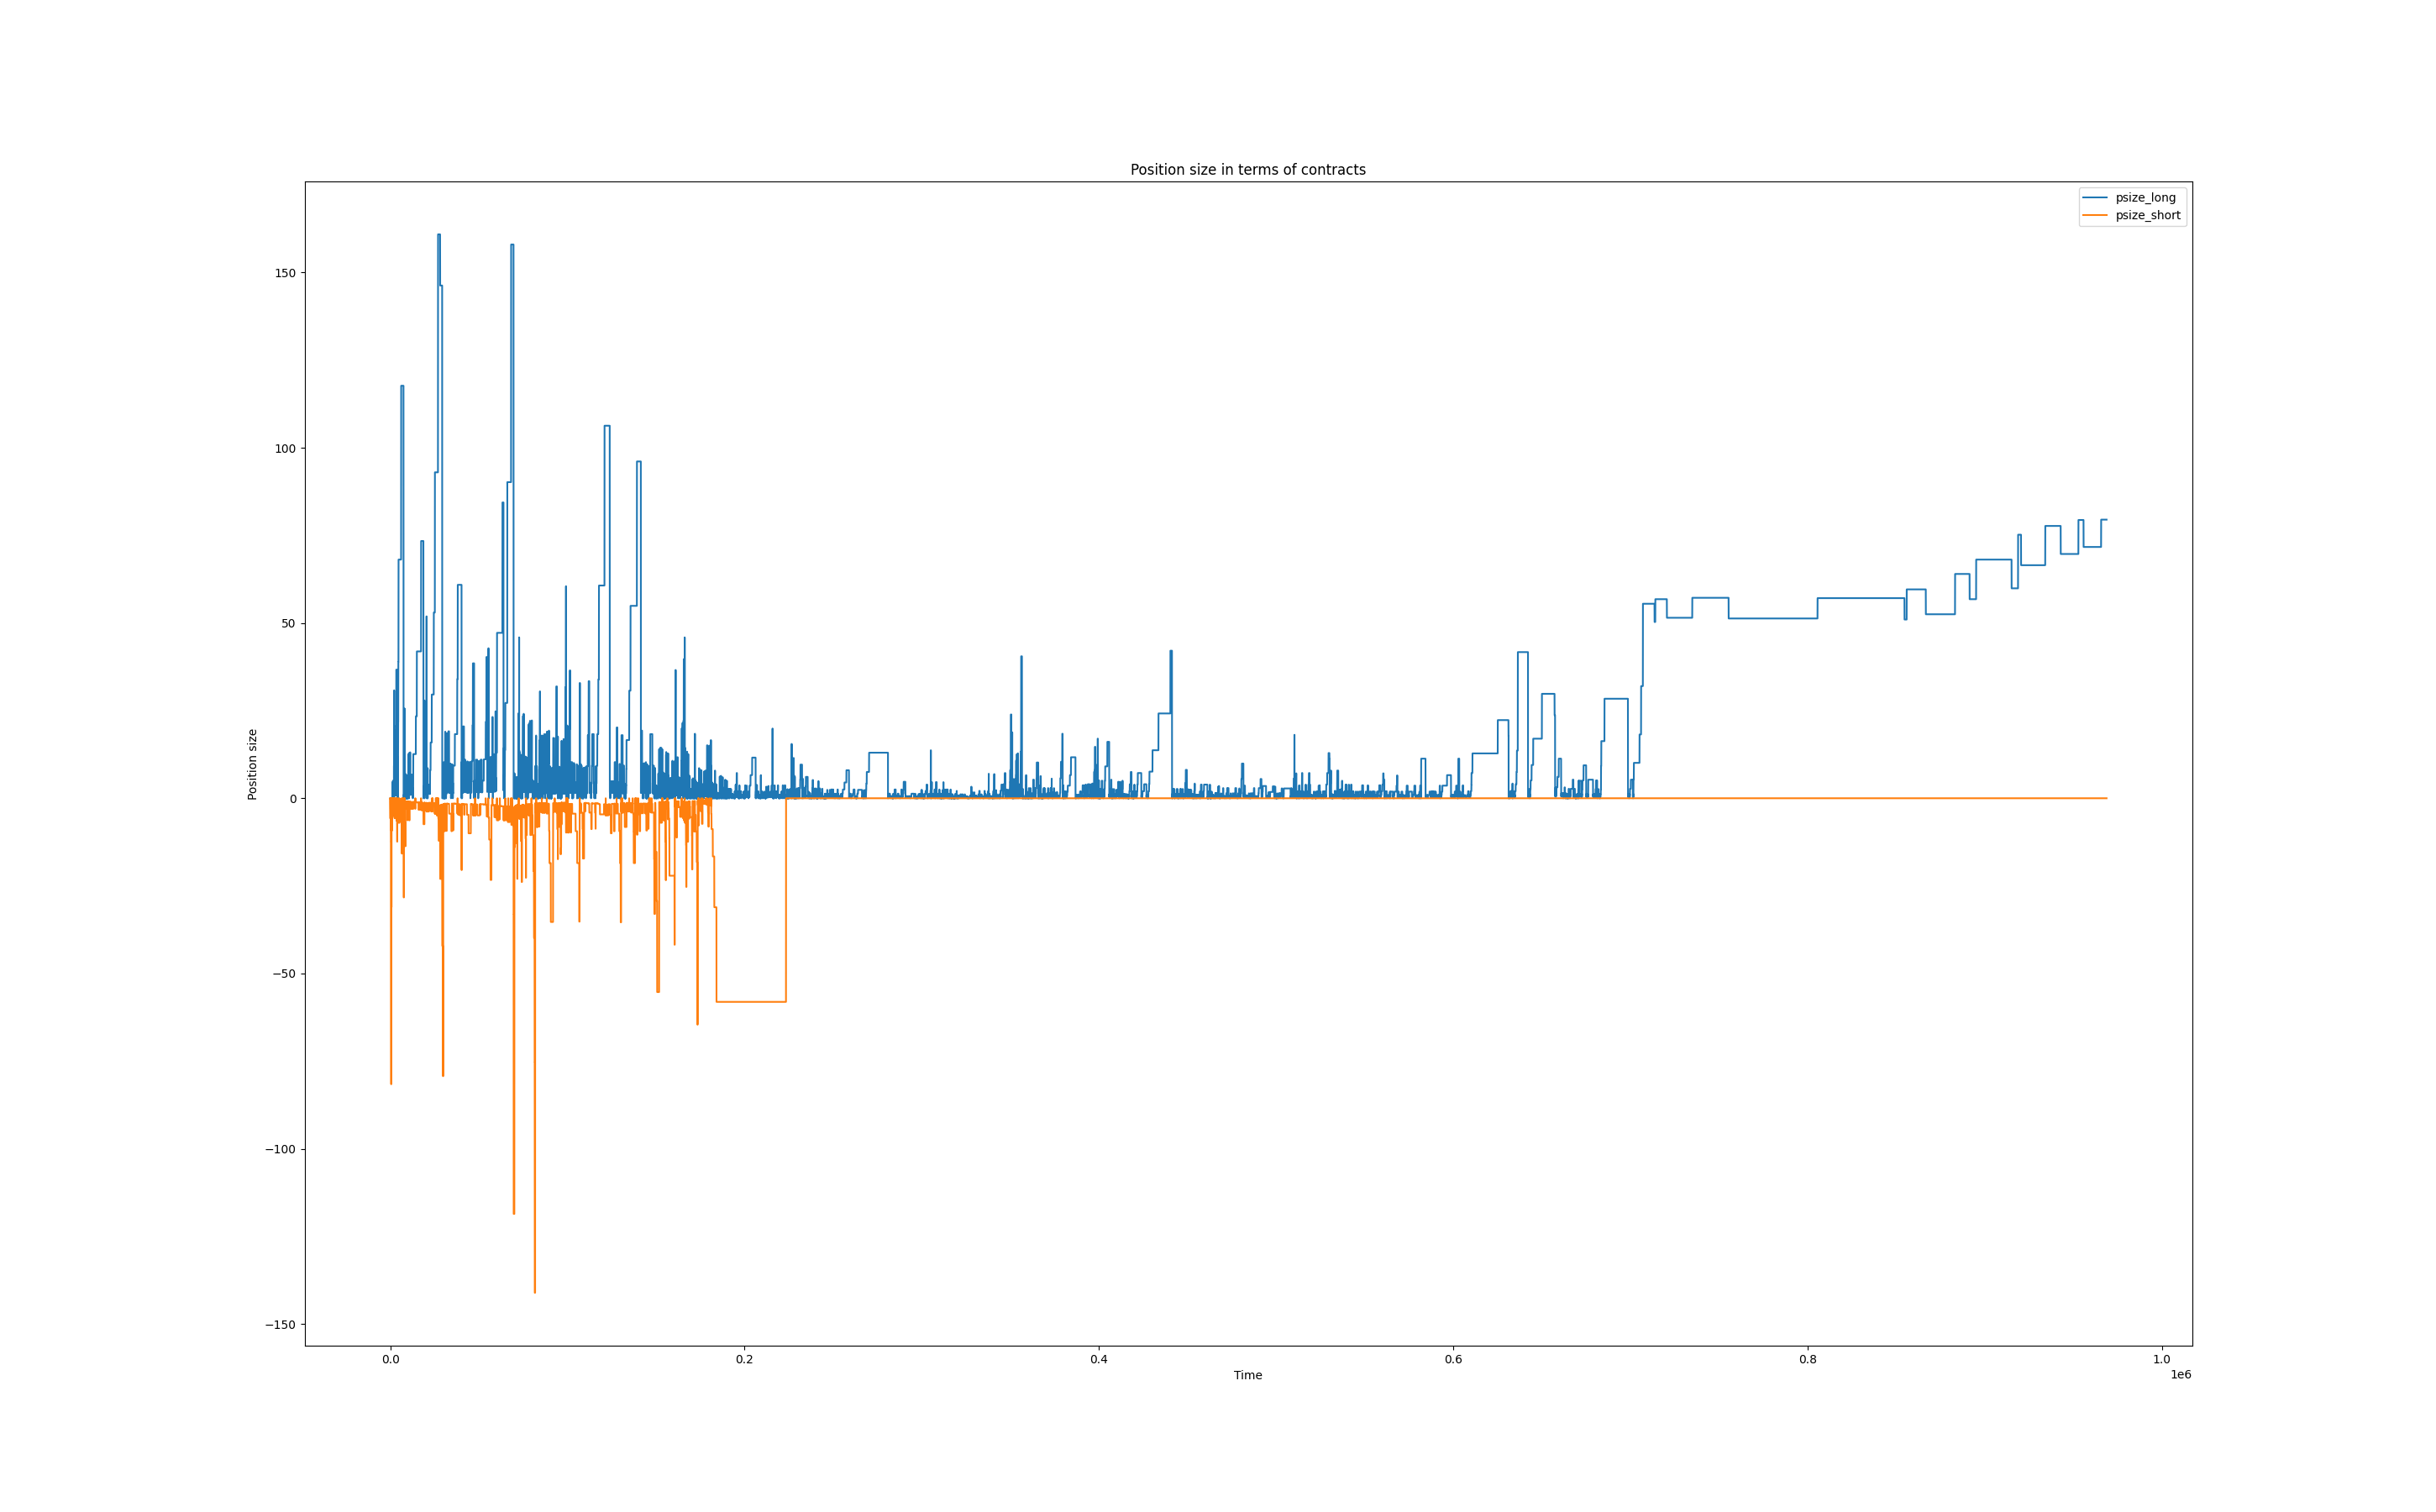 Position size in terms of contracts
psize_long
psize_short
Position size
150
100
50
0
−50
−100
−150
0.0 0.2 0.4 0.6 0.8 1.0
1e6
Time